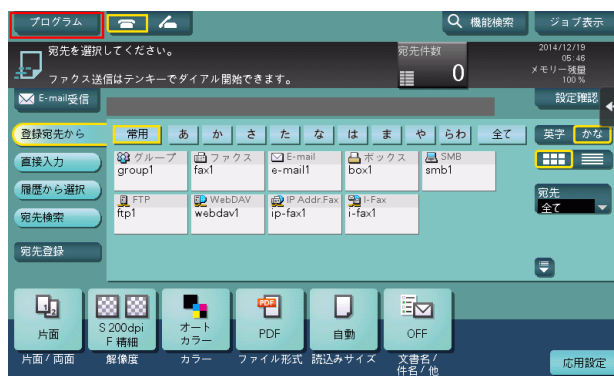 プログラム
機能検索
ジョブ表示
宛先を選択してください。
ファクス送信はテンキーでダイアル開始できます。
宛先件数
0
2014/12/19
05:46
メモリー残量
100 %
E-mail受信
設定確認
登録宛先から
常用
あ
か
さ
た
な
は
ま
や
らわ
全て
英字
かな
直接入力
グループ
group1
ファクス
fax1
E-mail
e-mail1
ボックス
box1
SMB
smb1
履歴から選択
FTP
ftp1
WebDAV
webdav1
IP Addr.Fax
ip-fax1
I-Fax
i-fax1
宛先
全て
宛先検索
宛先登録
片面
S 200dpi
F 精細
オート
カラー
PDF
PDF
自動
OFF
片面/両面
解像度
カラー
ファイル形式
読込みサイズ
文書名/
件名/他
応用設定